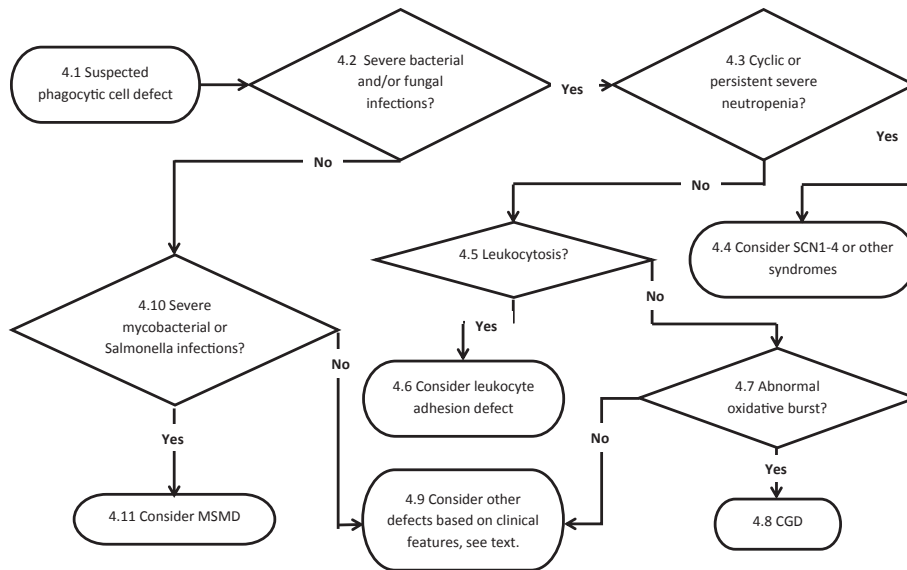 4.1 Suspected
phagocytic cell defect
4.2 Severe bacterial
and/or fungal
infections?
Yes
4.3 Cyclic or
persistent severe
neutropenia?
Yes
No
No
4.4 Consider SCN1-4 or other
syndromes
4.5 Leukocytosis?
No
Yes
4.10 Severe
mycobacterial or
Salmonella infections?
No
4.6 Consider leukocyte
adhesion defect
4.7 Abnormal
oxidative burst?
Yes
No
Yes
4.11 Consider MSMD
4.9 Consider other
defects based on clinical
features, see text.
4.8 CGD